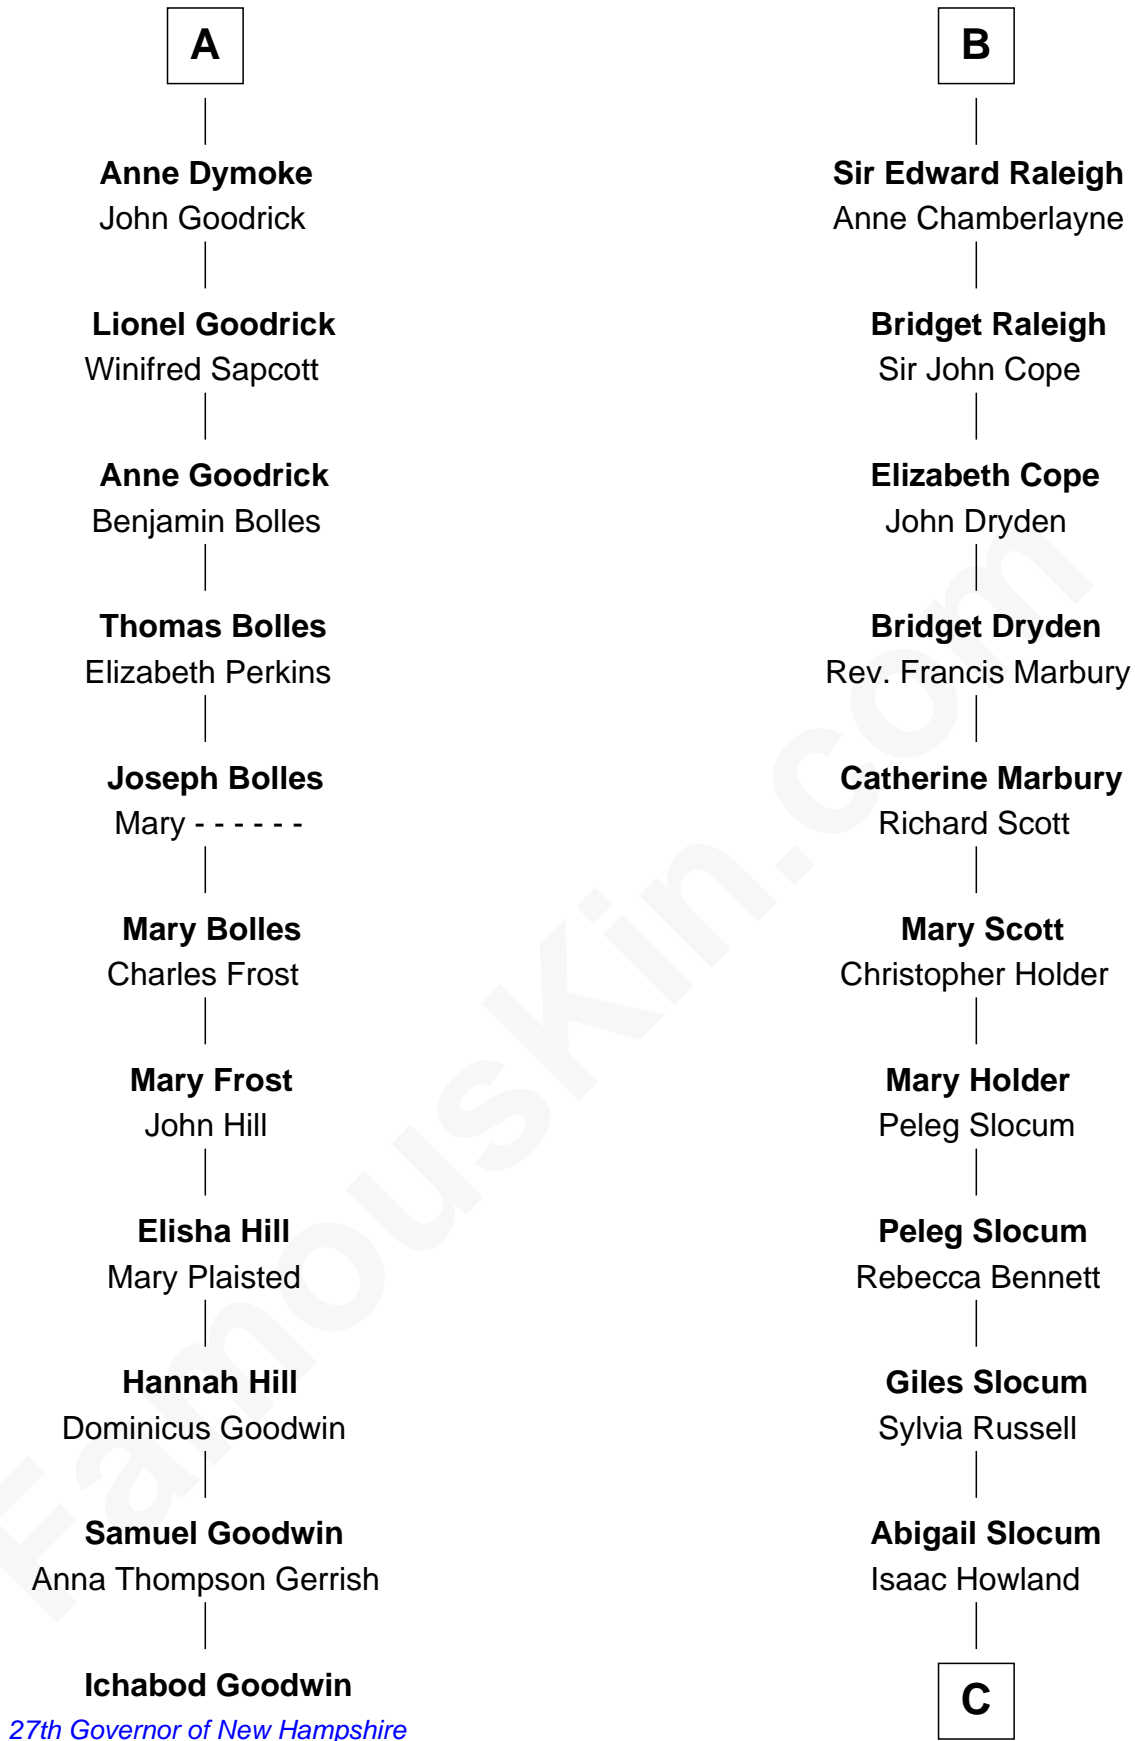 A
Anne Dymoke
John Goodrick
Lionel Goodrick
Winifred Sapcott
Anne Goodrick
Benjamin Bolles
Thomas Bolles
Elizabeth Perkins
Joseph Bolles
Mary - - - - - -
Mary Bolles
Charles Frost
Mary Frost
John Hill
Elisha Hill
Mary Plaisted
Hannah Hill
Dominicus Goodwin
Samuel Goodwin
Anna Thompson Gerrish
Ichabod Goodwin
27th Governor of New Hampshire
B
Sir Edward Raleigh
Anne Chamberlayne
Bridget Raleigh
Sir John Cope
Elizabeth Cope
John Dryden
Bridget Dryden
Rev. Francis Marbury
Catherine Marbury
Richard Scott
Mary Scott
Christopher Holder
Mary Holder
Peleg Slocum
Peleg Slocum
Rebecca Bennett
Giles Slocum
Sylvia Russell
Abigail Slocum
Isaac Howland
C
FamousKin.com